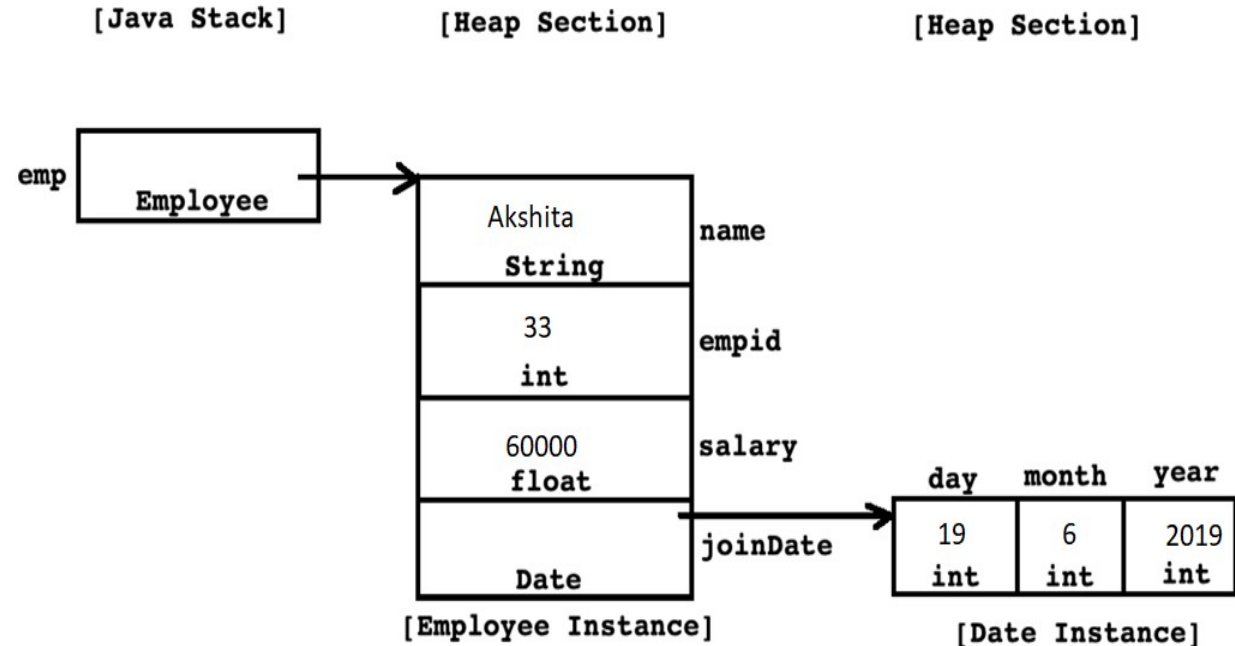 [Java Stack] [Heap Section] [Heap Section]
emp
Employee
Akshita
String
name
33
int
empid
60000
float
salary
Date
joinDate
day month year
19 6 2019
int int int
[Employee Instance]
[Date Instance]